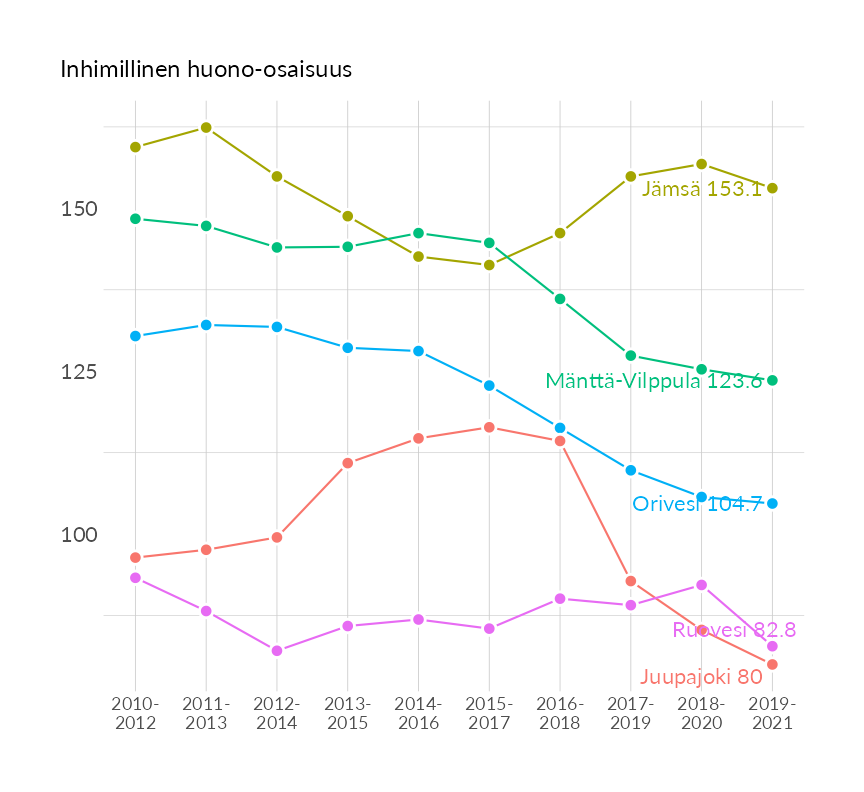 Inhimillinen huono-osaisuus
150
125
100
Jämsä 153.1
Mänttä-Vilppula 123.6
Orivesi 104.7
Ruovesi 82.8
Juupajoki 80
2010- 2011- 2012- 2013- 2014- 2015- 2016- 2017- 2018- 2019-
2012 2013 2014 2015 2016 2017 2018 2019 2020 2021